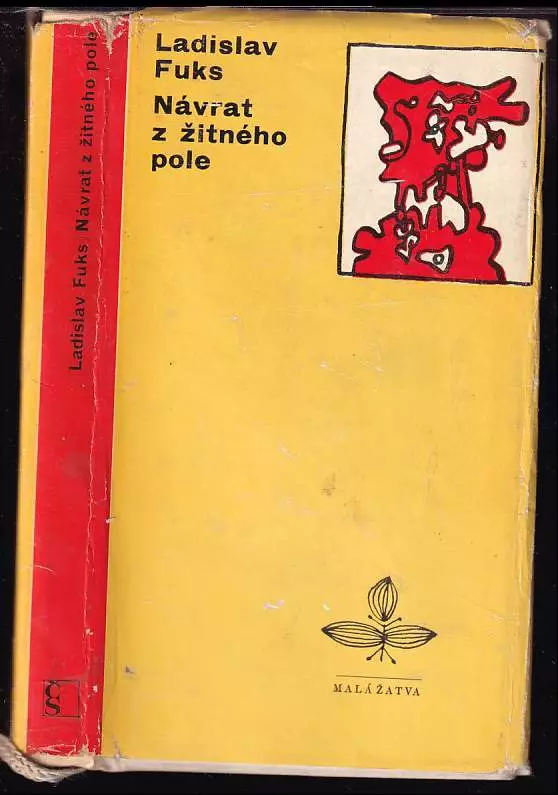 Ladislav
Fuks
Návrat
z žitného
pole
Ladislav Fuks Návrat z žitného pole
MALÁ ŽATVA
ČS